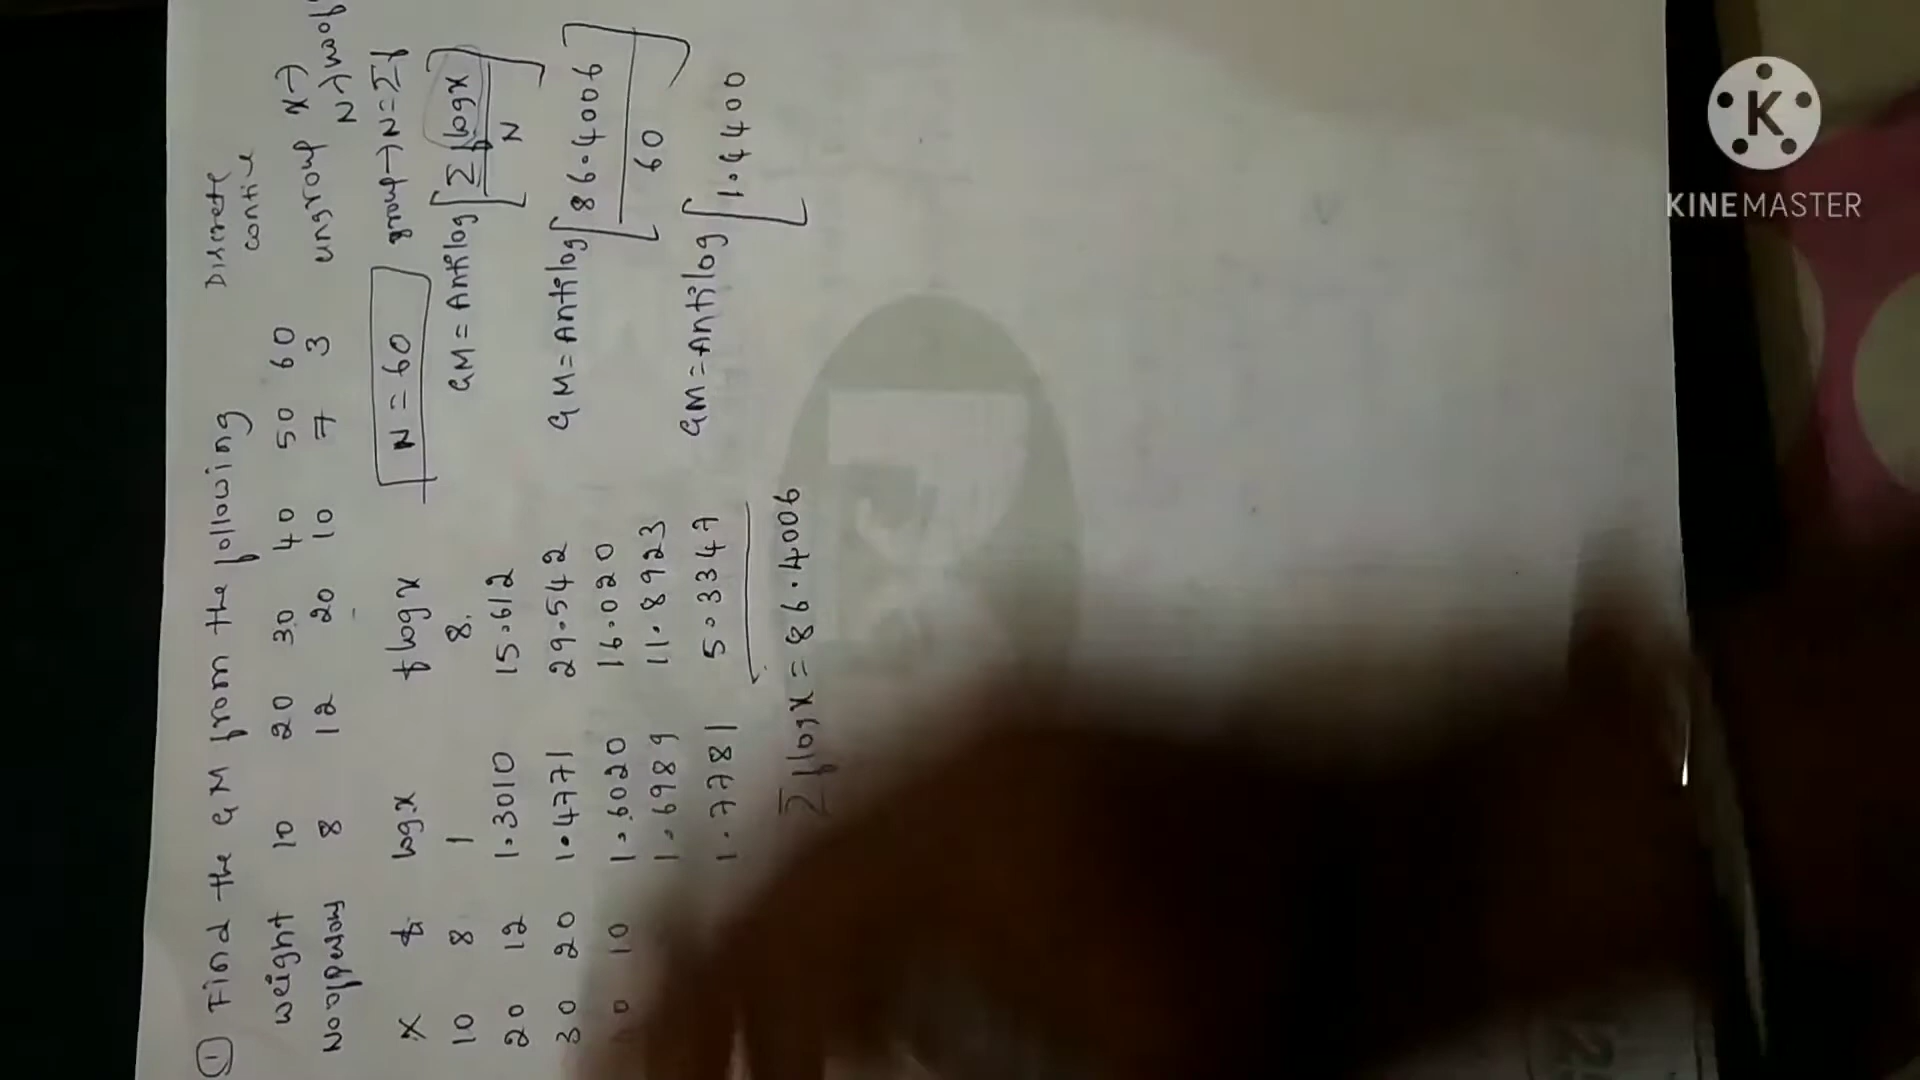 ① Find the GM from the following
Discrete
contive
weight 10 20 30 40 50 60
No of persons 8 12 20 10 7 3
ungroup x→
N→
group→N=Σf
N = 60
x f log x f log x
10 8 1 8.
20 12 1.3010 15.612
30 20 1.4771 29.542
10 1.6020 16.020
1.6989 11.8923
1.7781 5.3347
Σ f log x = 86.4006
GM = Antilog [Σ f log x / N]
GM = Antilog [86.4006 / 60]
GM = Antilog [1.4400]
K
KINEMASTER